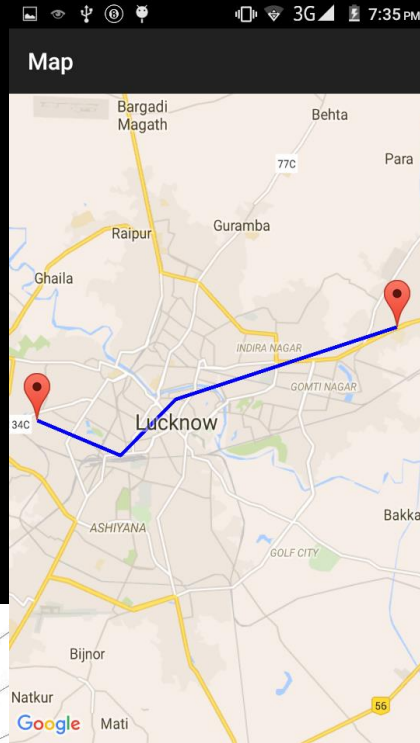 3G 7:35 PM
Map
Bargadi
Magath
Behta
77C
Para
Raipur
Guramba
Ghaila
INDIRA NAGAR
GOMTI NAGAR
34C
Lucknow
ASHIYANA
Bakka
GOLF CITY
Bijnor
Natkur
56
Google
Mati